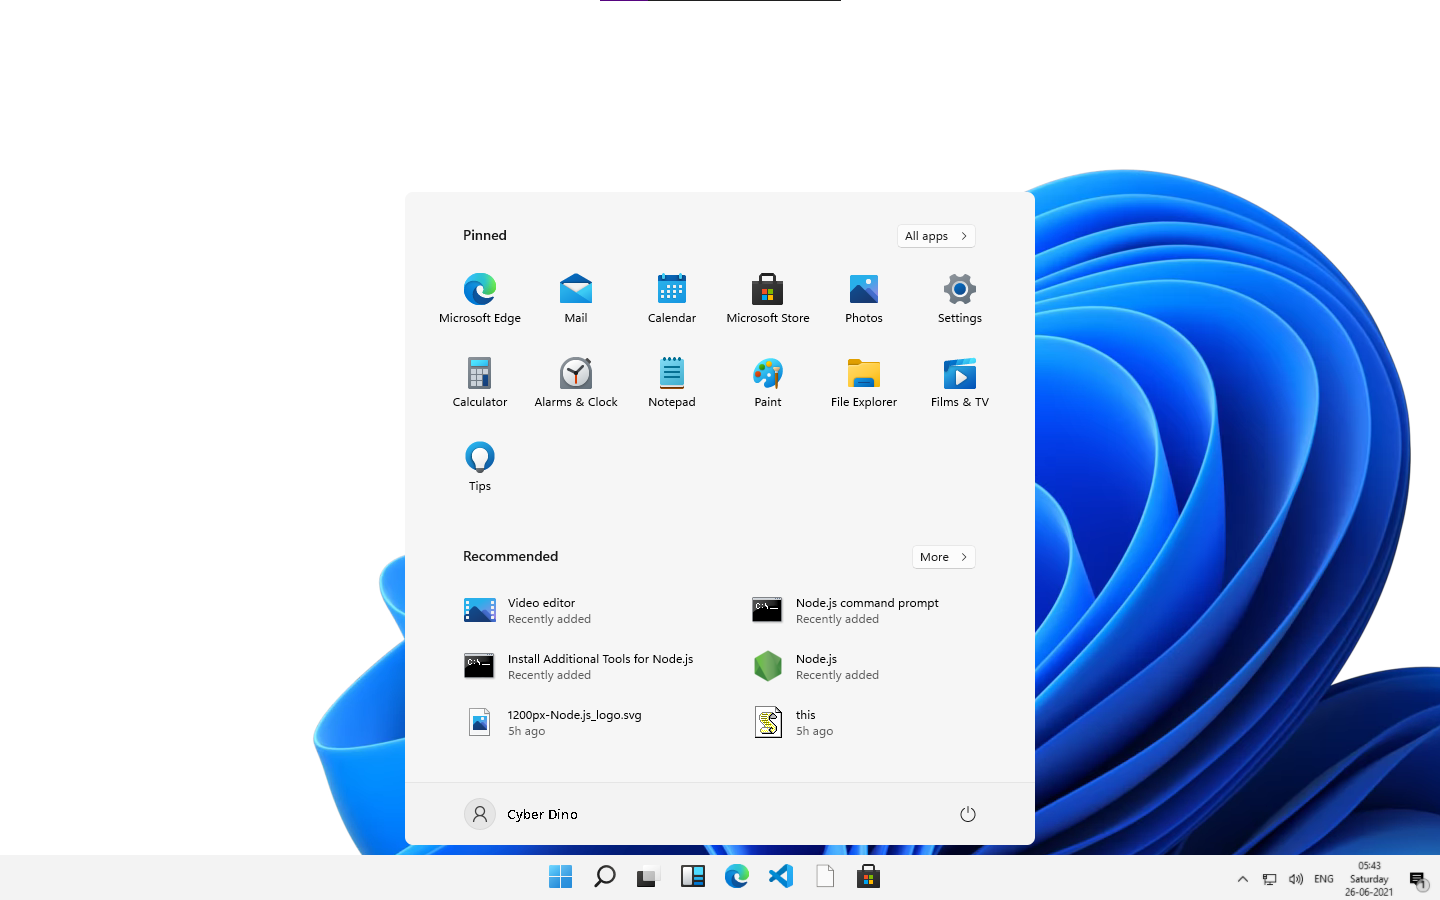 Pinned
All apps
Microsoft Edge
Mail
Calendar
Microsoft Store
Photos
Settings
Calculator
Alarms & Clock
Notepad
Paint
File Explorer
Films & TV
Tips
Recommended
More
Video editor
Recently added
Node.js command prompt
Recently added
Install Additional Tools for Node.js
Recently added
Node.js
Recently added
1200px-Node.js_logo.svg
5h ago
this
5h ago
Cyber Dino
ENG
05:43
Saturday
26-06-2021
1